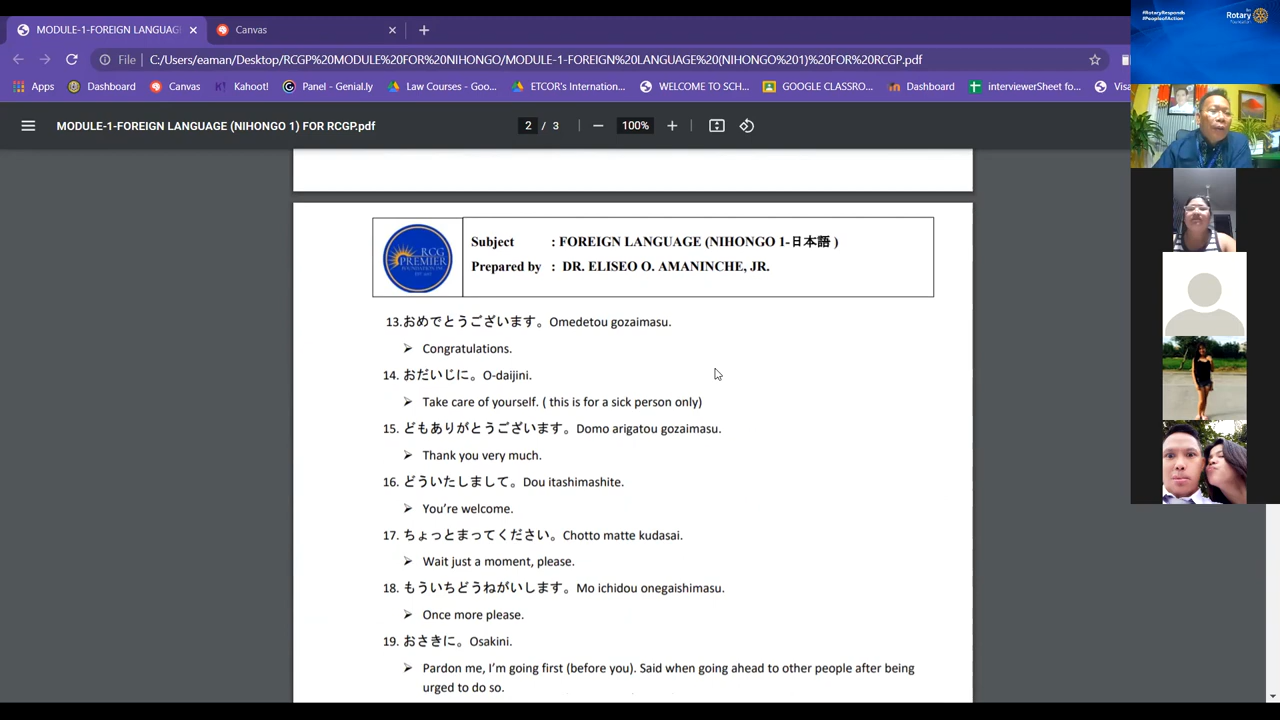 MODULE-1-FOREIGN LANGUAG
Canvas
File C:/Users/eaman/Desktop/RCGP%20MODULE%20FOR%20NIHONGO/MODULE-1-FOREIGN%20LANGUAGE%20(NIHONGO%201)%20FOR%20RCGP.pdf
Apps Dashboard Canvas Kahoot! Panel - Genial.ly Law Courses - Goo... ETCOR's Internation... WELCOME TO SCH... GOOGLE CLASSRO... Dashboard interviewerSheet fo... Visa
MODULE-1-FOREIGN LANGUAGE (NIHONGO 1) FOR RCGP.pdf 2 / 3 100%
#RotaryResponds
#PeopleofAction
Rotary
RCG
PREMIER
Subject : FOREIGN LANGUAGE (NIHONGO 1-日本語 )
Prepared by : DR. ELISEO O. AMANINCHE, JR.
13.おめでとうございます。Omedetou gozaimasu.
➢ Congratulations.
14. おだいじに。O-daijini.
➢ Take care of yourself. ( this is for a sick person only)
15. どもありがとうございます。Domo arigatou gozaimasu.
➢ Thank you very much.
16. どういたしまして。Dou itashimashite.
➢ You're welcome.
17. ちょっとまってください。Chotto matte kudasai.
➢ Wait just a moment, please.
18. もういちどうねがいします。Mo ichidou onegaishimasu.
➢ Once more please.
19. おさきに。Osakini.
➢ Pardon me, I'm going first (before you). Said when going ahead to other people after being
urged to do so.